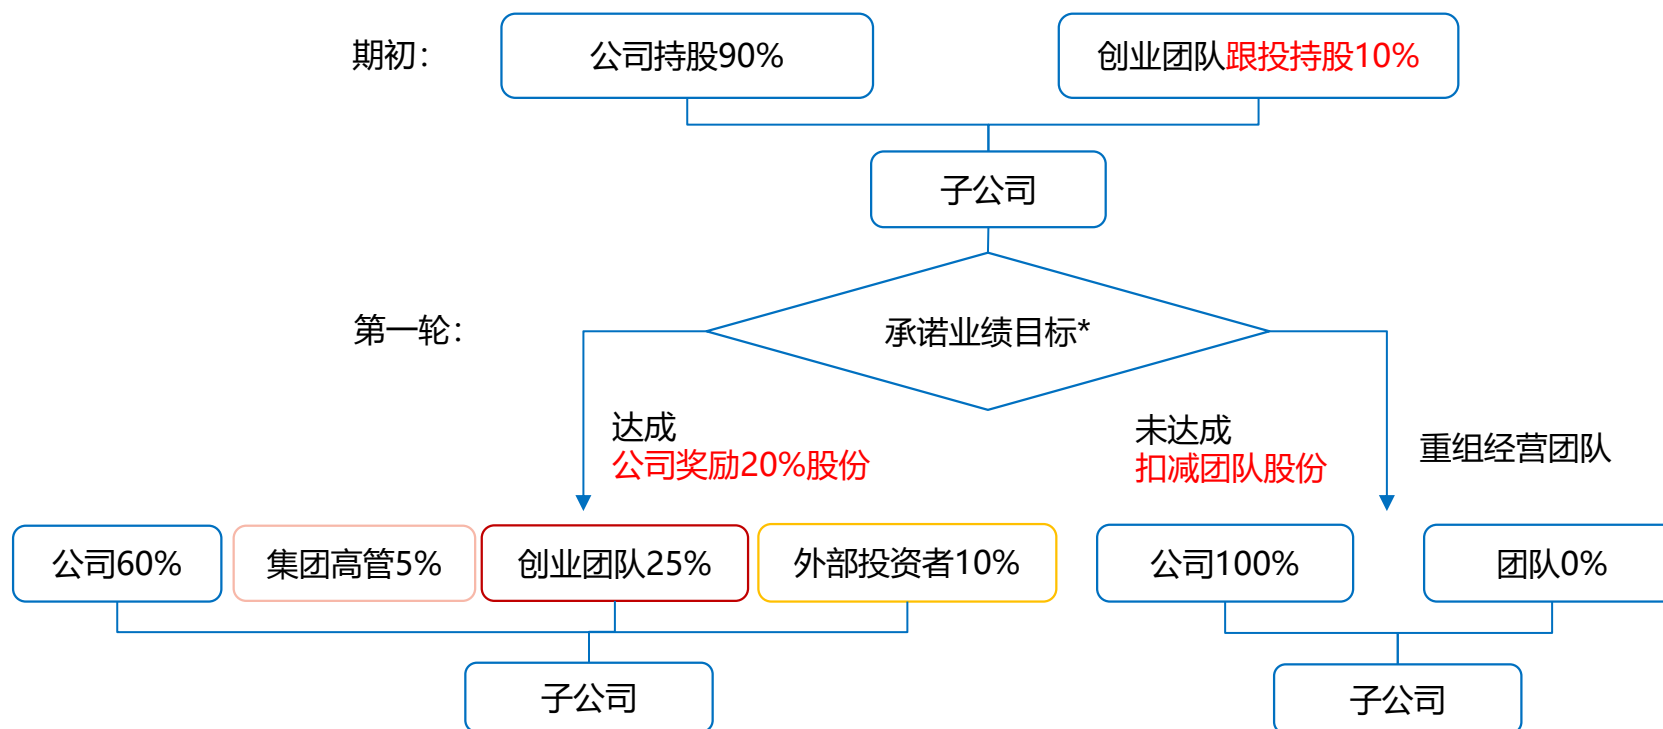 期初：
公司持股90%
创业团队跟投持股10%
子公司
第一轮：
承诺业绩目标*
达成
公司奖励20%股份
未达成
扣减团队股份
重组经营团队
公司60%
集团高管5%
创业团队25%
外部投资者10%
公司100%
团队0%
子公司
子公司